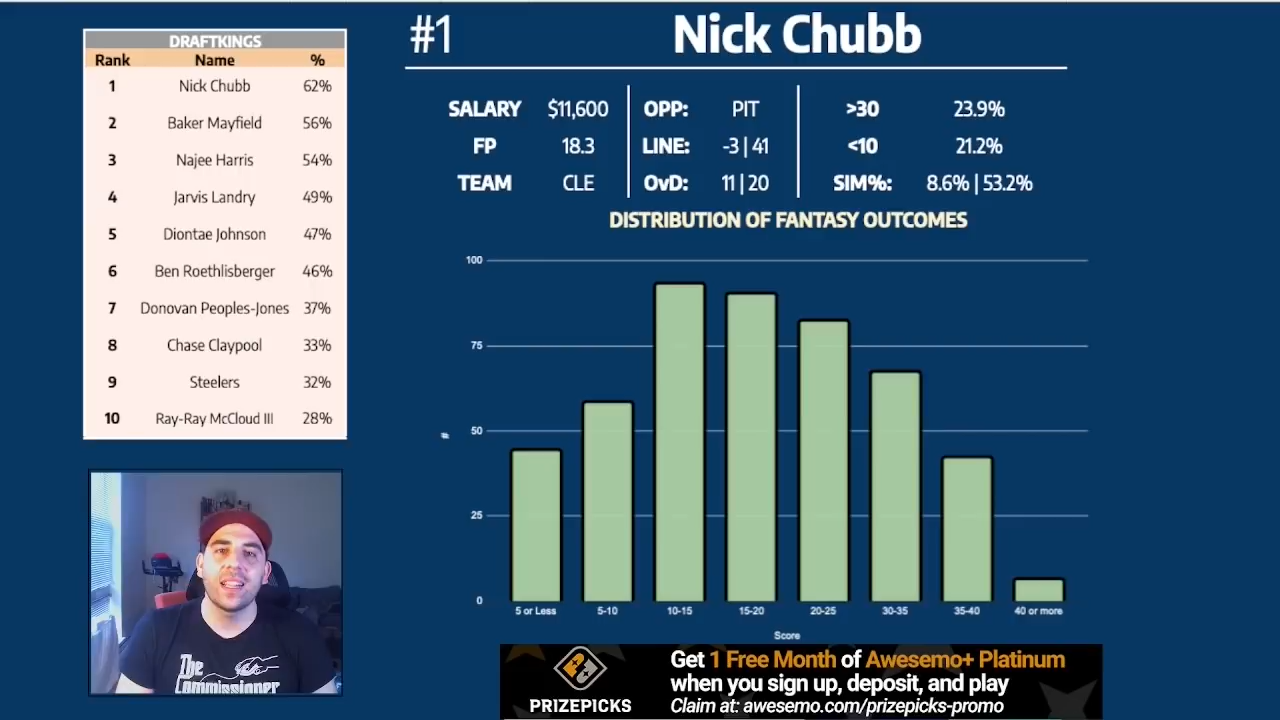 #1 Nick Chubb
DRAFTKINGS
Rank Name %
1 Nick Chubb 62%
2 Baker Mayfield 56%
3 Najee Harris 54%
4 Jarvis Landry 49%
5 Diontae Johnson 47%
6 Ben Roethlisberger 46%
7 Donovan Peoples-Jones 37%
8 Chase Claypool 33%
9 Steelers 32%
10 Ray-Ray McCloud III 28%
SALARY $11,600 OPP: PIT >30 23.9%
FP 18.3 LINE: -3 | 41 <10 21.2%
TEAM CLE OvD: 11 | 20 SIM%: 8.6% | 53.2%
DISTRIBUTION OF FANTASY OUTCOMES
100
75
50
25
0
#
5 or Less 5-10 10-15 15-20 20-25 30-35 35-40 40 or more
Score
The
Commissioner
PRIZEPICKS
Get 1 Free Month of Awesemo+ Platinum
when you sign up, deposit, and play
Claim at: awesemo.com/prizepicks-promo